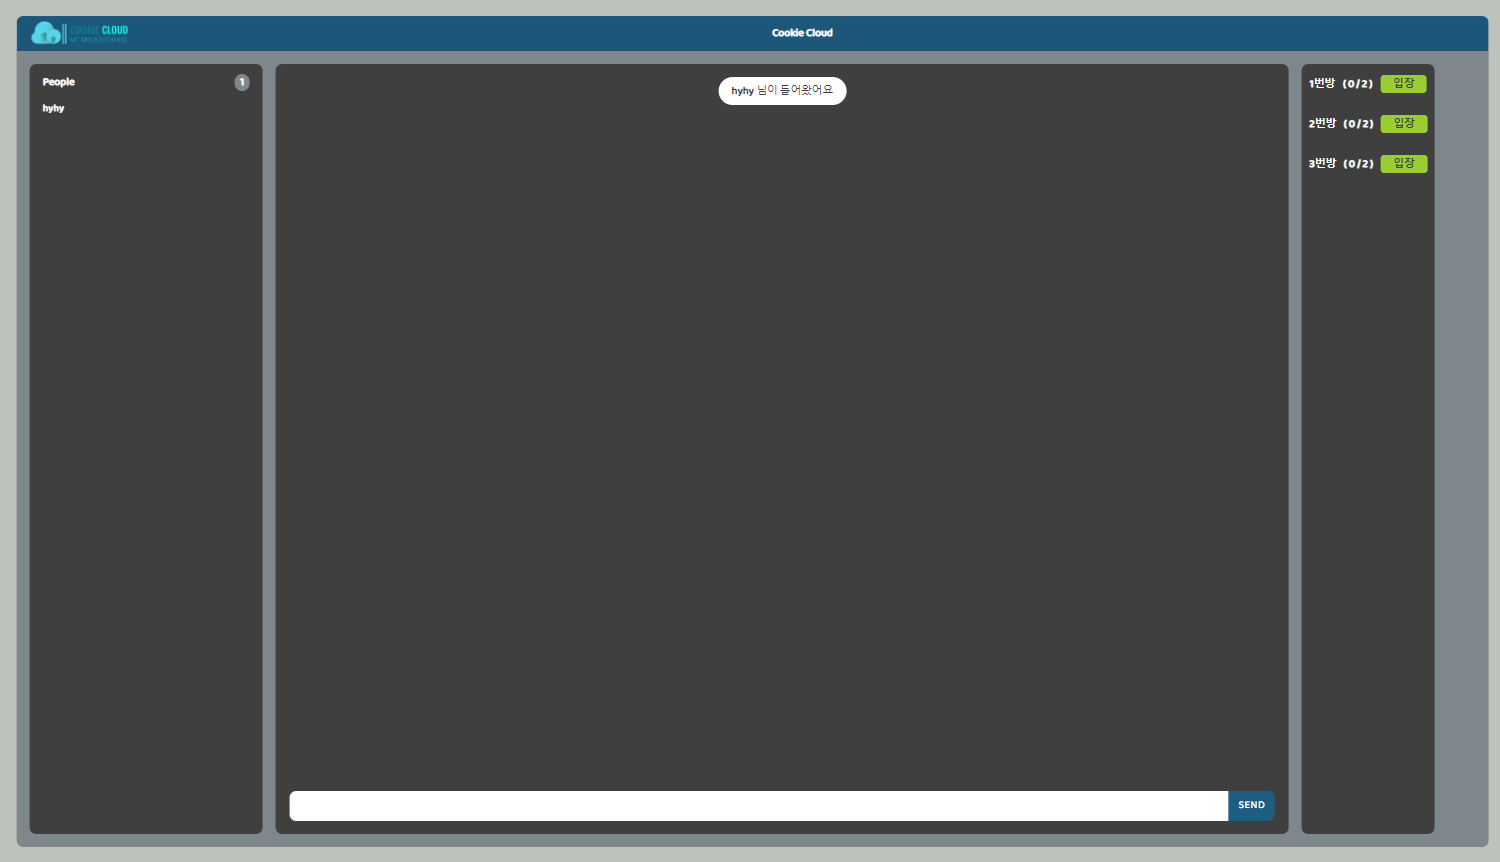 COOKIE CLOUD
Cookie Cloud
People
1
hyhy
hyhy 님이 들어왔어요
1번방 (0/2) 입장
2번방 (0/2) 입장
3번방 (0/2) 입장
SEND